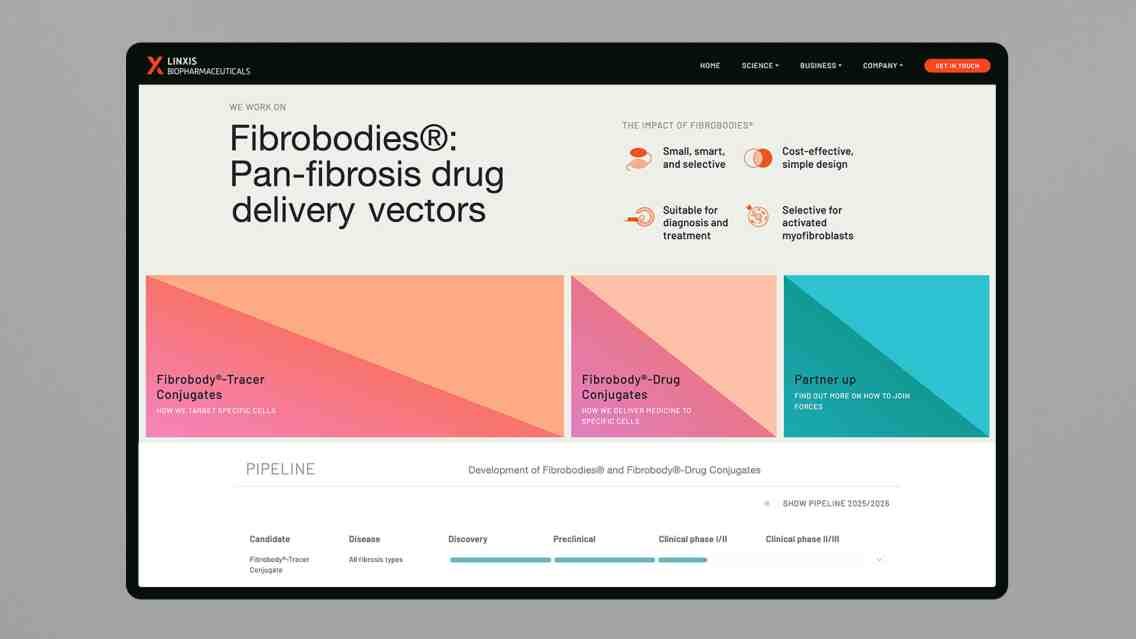 LINXIS
BIOPHARMACEUTICALS
HOME
SCIENCE
BUSINESS
COMPANY
GET IN TOUCH
WE WORK ON
Fibrobodies®:
Pan-fibrosis drug
delivery vectors
THE IMPACT OF FIBROBODIES®
Small, smart,
and selective
Cost-effective,
simple design
Suitable for
diagnosis and
treatment
Selective for
activated
myofibroblasts
Fibrobody®-Tracer
Conjugates
HOW WE TARGET SPECIFIC CELLS
Fibrobody®-Drug
Conjugates
HOW WE DELIVER MEDICINE TO
SPECIFIC CELLS
Partner up
FIND OUT MORE ON HOW TO JOIN
FORCES
PIPELINE
Development of Fibrobodies® and Fibrobody®-Drug Conjugates
SHOW PIPELINE 2025/2026
Candidate
Disease
Discovery
Preclinical
Clinical phase I/II
Clinical phase II/III
Fibrobody®-Tracer
Conjugate
All fibrosis types